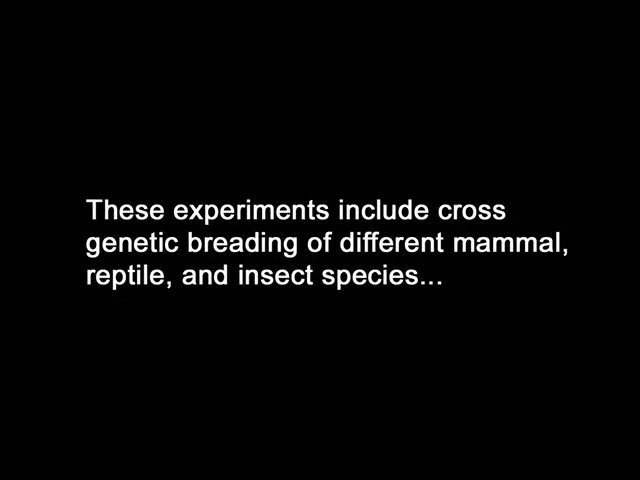 These experiments include cross
genetic breading of different mammal,
reptile, and insect species...